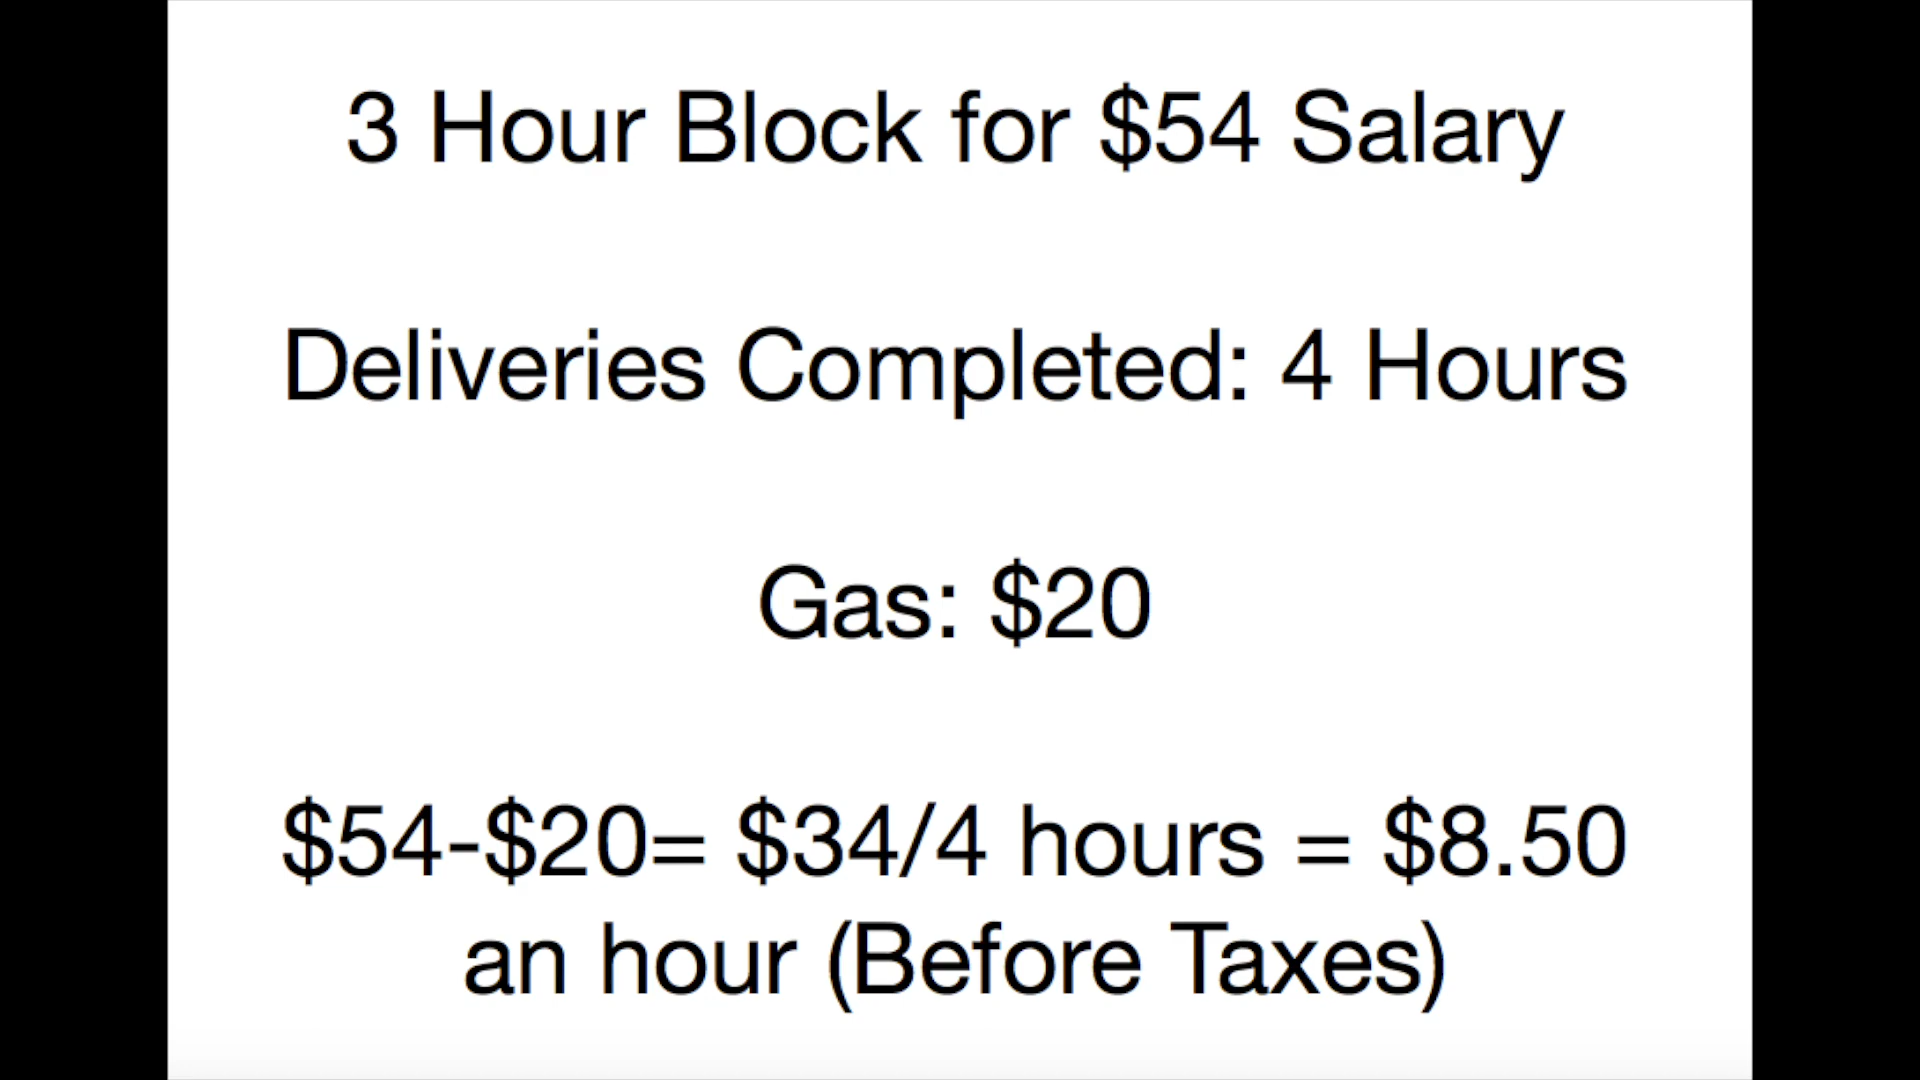 3 Hour Block for $54 Salary
Deliveries Completed: 4 Hours
Gas: $20
$54-$20= $34/4 hours = $8.50
an hour (Before Taxes)